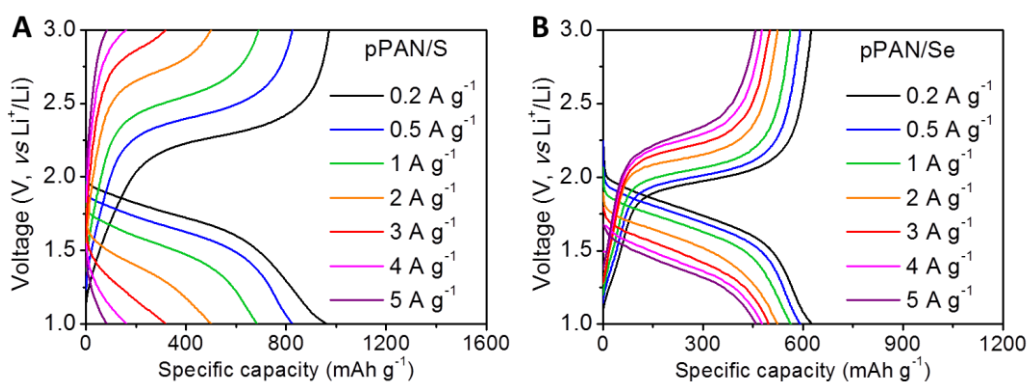 A
Voltage (V, vs Li⁺/Li)
3.0
2.5
2.0
1.5
1.0
0
400
800
1200
1600
Specific capacity (mAh g⁻¹)
pPAN/S
0.2 A g⁻¹
0.5 A g⁻¹
1 A g⁻¹
2 A g⁻¹
3 A g⁻¹
4 A g⁻¹
5 A g⁻¹
B
Voltage (V, vs Li⁺/Li)
3.0
2.5
2.0
1.5
1.0
0
300
600
900
1200
Specific capacity (mAh g⁻¹)
pPAN/Se
0.2 A g⁻¹
0.5 A g⁻¹
1 A g⁻¹
2 A g⁻¹
3 A g⁻¹
4 A g⁻¹
5 A g⁻¹